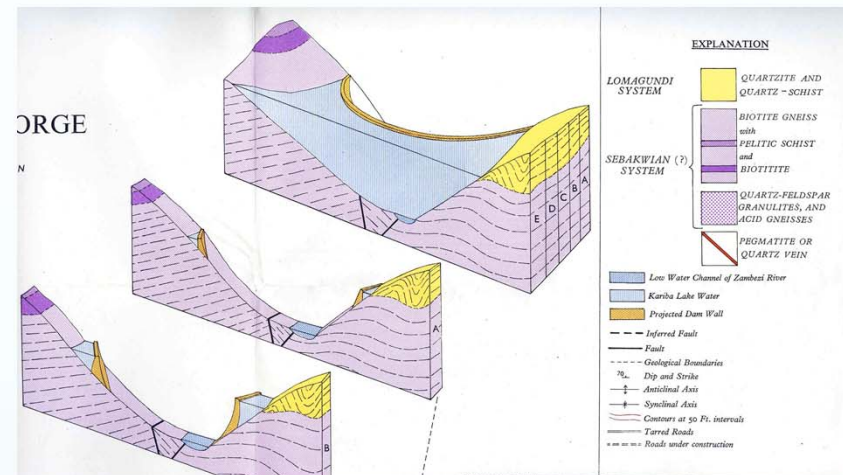 ORGE
N
E
D
C
B
A
A
B
EXPLANATION
LOMAGUNDI
SYSTEM
QUARTZITE AND
QUARTZ-SCHIST
SEBAKWIAN (?)
SYSTEM
BIOTITE GNEISS
with
PELITIC SCHIST
and
BIOTITITE
QUARTZ-FELDSPAR
GRANULITES, AND
ACID GNEISSES
PEGMATITE OR
QUARTZ VEIN
Low Water Channel of Zambezi River
Kariba Lake Water
Projected Dam Wall
Inferred Fault
Fault
Geological Boundaries
70 Dip and Strike
Anticlinal Axis
Synclinal Axis
Contours at 50 Ft. intervals
Tarred Roads
Roads under construction